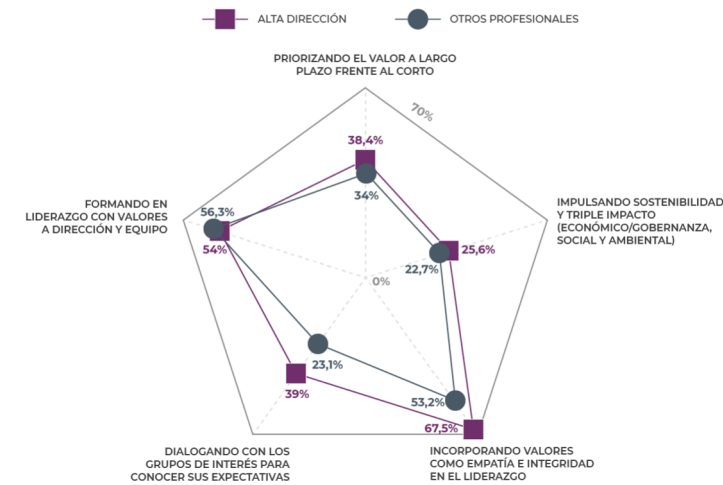 ALTA DIRECCIÓN
OTROS PROFESIONALES
PRIORIZANDO EL VALOR A LARGO
PLAZO FRENTE AL CORTO
70%
38,4%
34%
FORMANDO EN
LIDERAZGO CON VALORES
A DIRECCIÓN Y EQUIPO
56,3%
54%
IMPULSANDO SOSTENIBILIDAD
Y TRIPLE IMPACTO
(ECONÓMICO/GOBERNANZA,
SOCIAL Y AMBIENTAL)
25,6%
22,7%
0%
23,1%
39%
53,2%
67,5%
DIALOGANDO CON LOS
GRUPOS DE INTERÉS PARA
CONOCER SUS EXPECTATIVAS
INCORPORANDO VALORES
COMO EMPATÍA E INTEGRIDAD
EN EL LIDERAZGO